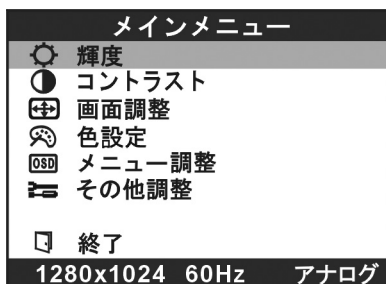 メインメニュー
輝度
コントラスト
画面調整
色設定
OSD メニュー調整
その他調整
終了
1280x1024 60Hz アナログ